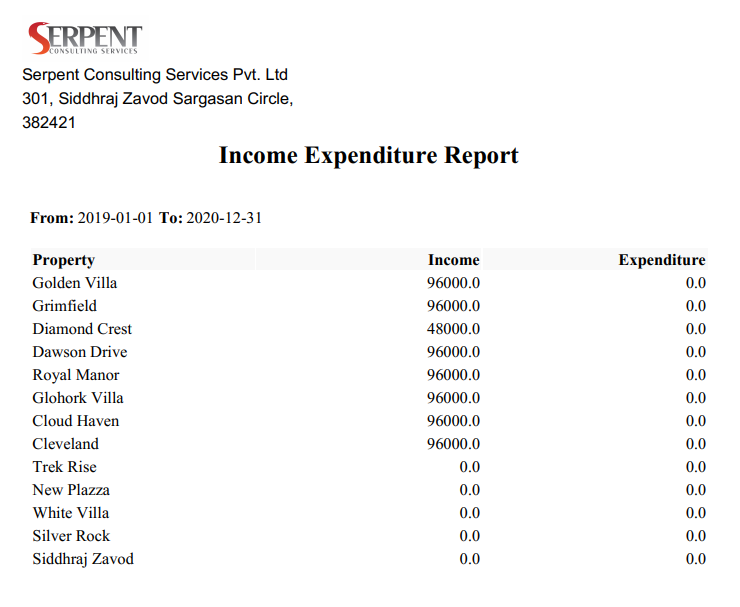 SERPENT
CONSULTING SERVICES
Serpent Consulting Services Pvt. Ltd
301, Siddhraj Zavod Sargasan Circle,
382421
Income Expenditure Report
From: 2019-01-01 To: 2020-12-31
Property Income Expenditure
Golden Villa 96000.0 0.0
Grimfield 96000.0 0.0
Diamond Crest 48000.0 0.0
Dawson Drive 96000.0 0.0
Royal Manor 96000.0 0.0
Glohork Villa 96000.0 0.0
Cloud Haven 96000.0 0.0
Cleveland 96000.0 0.0
Trek Rise 0.0 0.0
New Plazza 0.0 0.0
White Villa 0.0 0.0
Silver Rock 0.0 0.0
Siddhraj Zavod 0.0 0.0